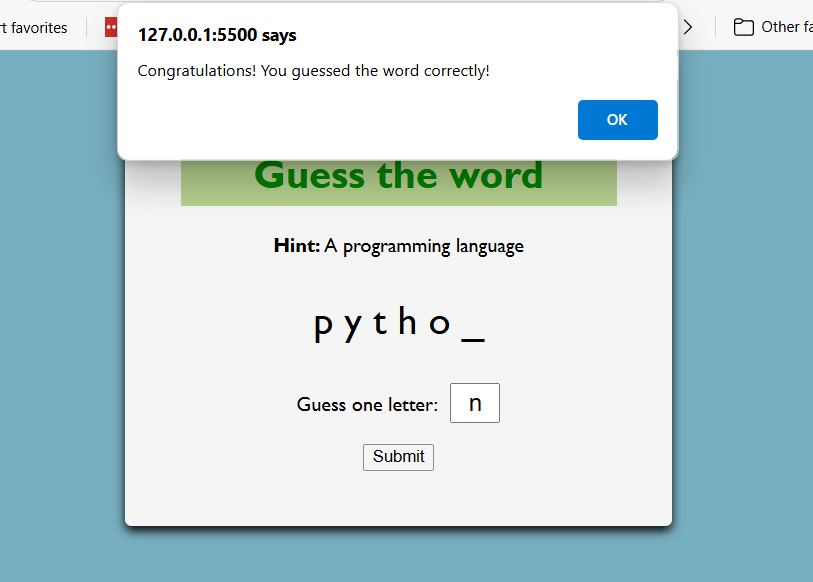 t favorites
Other fa
127.0.0.1:5500 says
Congratulations! You guessed the word correctly!
OK
Guess the word
Hint: A programming language
p y t h o _
Guess one letter: n
Submit